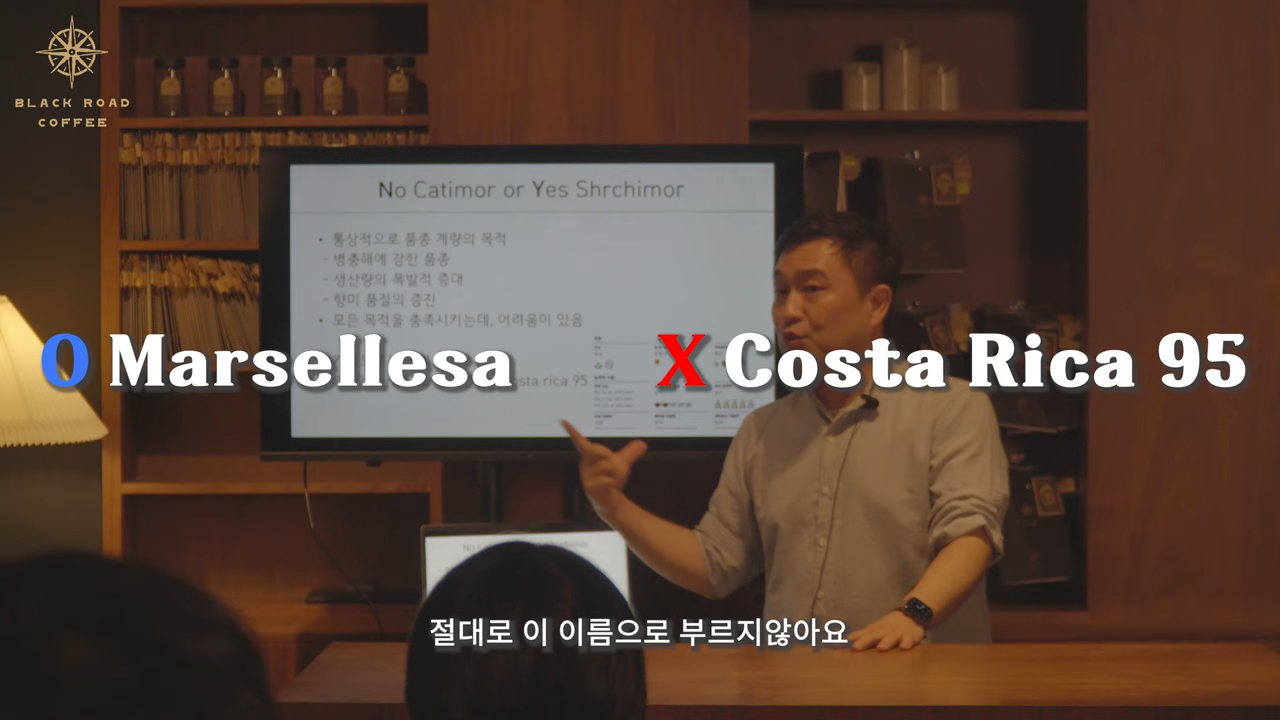 BLACK ROAD
COFFEE
No Catimor or Yes Shrchimor
• 통상적으로 품종 계량의 목적
- 병충해에 강한 품종
- 생산량의 폭발적 증대
- 향미 품질의 증진
• 모든 목적을 충족시키는데, 어려움이 있음
O Marsellesa
X Costa Rica 95
sta rica 95
절대로 이 이름으로 부르지않아요